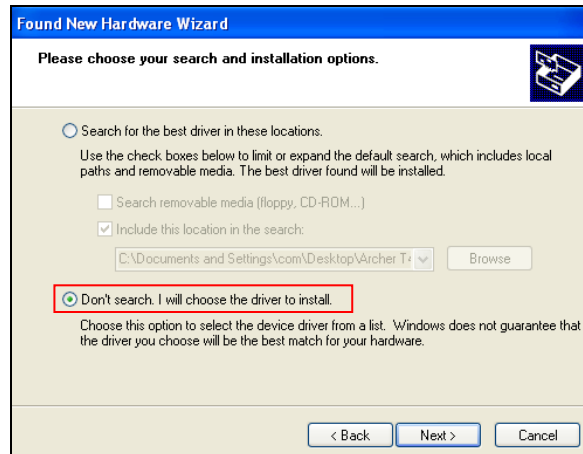 Found New Hardware Wizard
Please choose your search and installation options.
Search for the best driver in these locations.
Use the check boxes below to limit or expand the default search, which includes local
paths and removable media. The best driver found will be installed.
Search removable media (floppy, CD-ROM...)
Include this location in the search:
C:\Documents and Settings\com\Desktop\Archer T4
Browse
Don't search. I will choose the driver to install.
Choose this option to select the device driver from a list. Windows does not guarantee that
the driver you choose will be the best match for your hardware.
< Back
Next >
Cancel